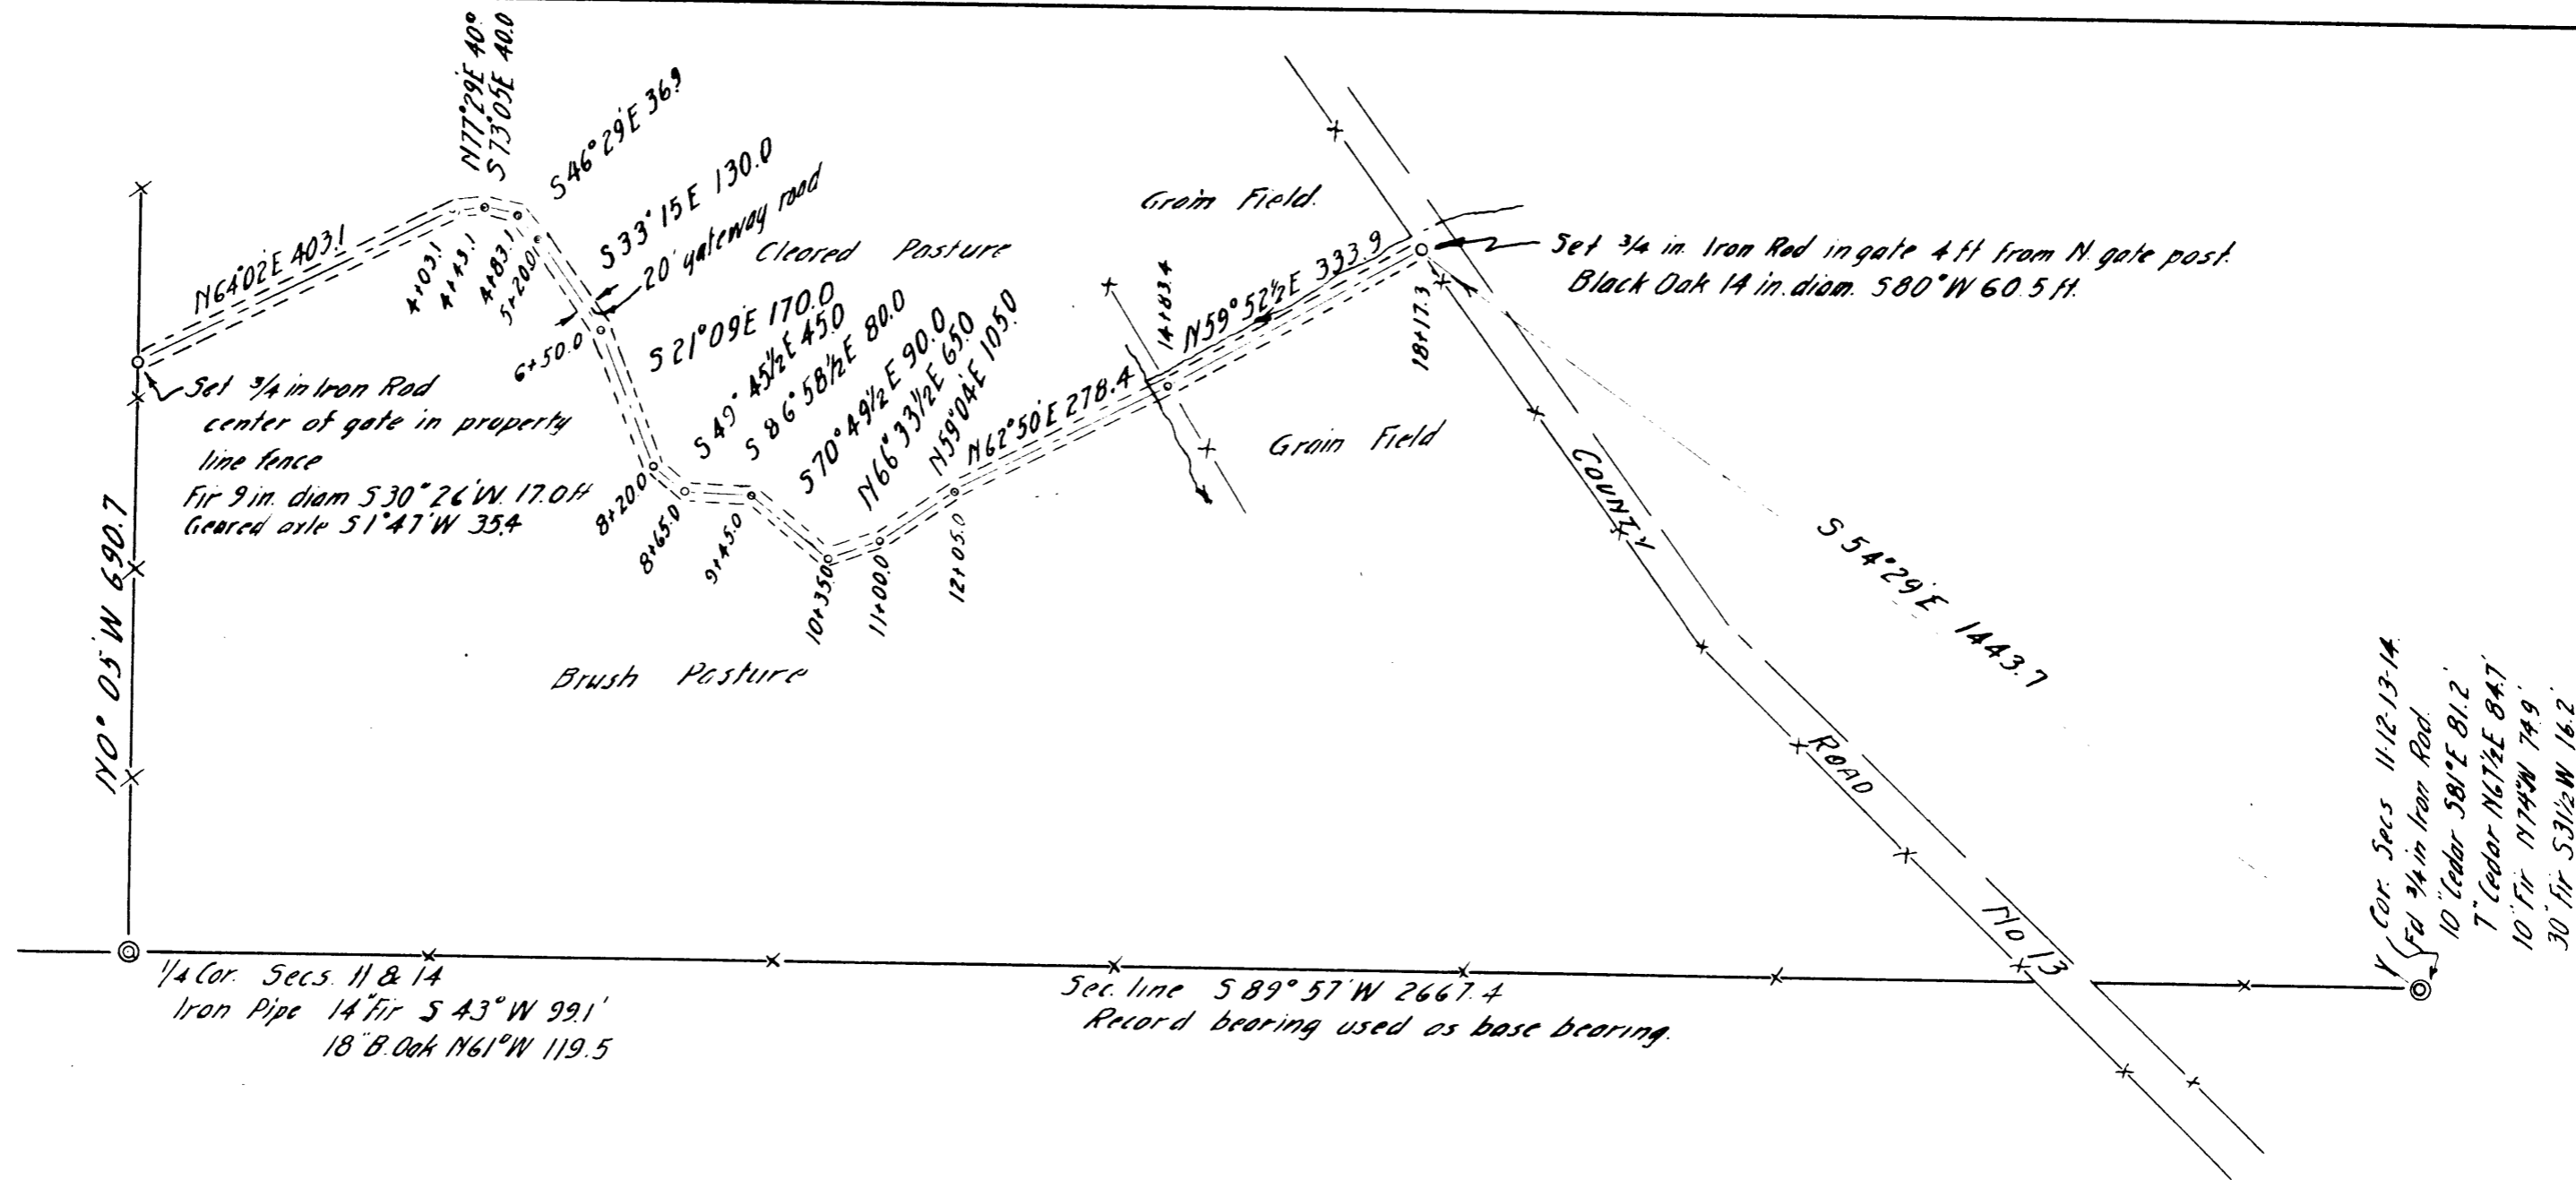 N77°29'E 40.0
S73°05'E 40.0
S46°29'E 36.9
S33°15'E 130.0
20' gateway road
N64°02'E 403.1
4+03.1
4+43.1
4+83.1
5+20.0
6+50.0
Cleared Pasture
S21°09'E 170.0
S49°45½'E 45.0
S86°58½'E 80.0
S70°49½'E 90.0
N66°33½'E 65.0
N59°04'E 105.0
N62°50'E 278.4
8+20.0
8+65.0
9+45.0
10+35.0
11+00.0
12+05.0
14+83.4
N59°52½'E 333.9
18+17.3
Grain Field.
Grain Field
Set 3/4 in. Iron Rod in gate 4 ft from N. gate post.
Black Oak 14 in. diam. S80°W 60.5 ft.
Set 3/4 in Iron Rod
center of gate in property
line fence
Fir 9 in. diam S30°26'W. 17.0 ft
Geared axle S1°47'W 35.4
N0°05'W 690.7
Brush Pasture
COUNTY
ROAD
No 13
S54°29'E 1443.7
Cor. Secs 11-12-13-14.
Fd 3/4 in Iron Rod.
10" Cedar S81°E 81.2'
7" Cedar N67½E 84.7'
10" Fir N74°W 74.9'
30" Fir S31½W 16.2'
1/4 Cor. Secs. 11 & 14
Iron Pipe 14" Fir S43°W 99.1'
18" B. Oak N61°W 119.5
Sec. line S89°57'W 2667.4
Record bearing used as base bearing.